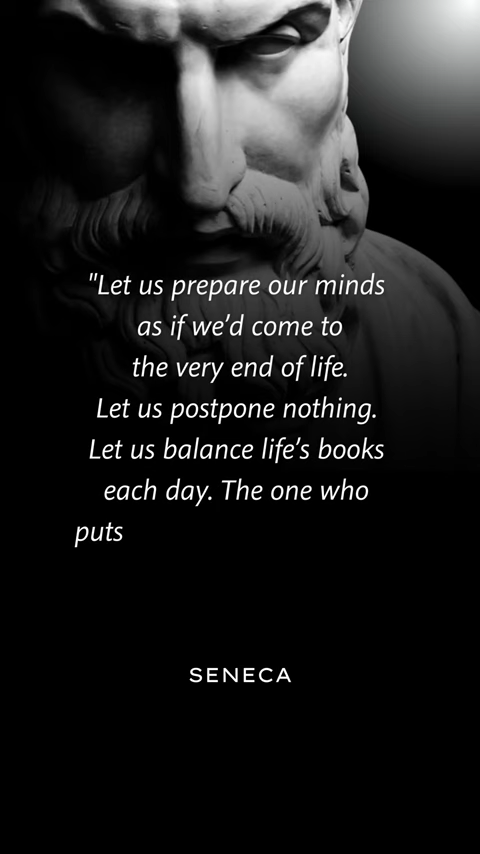 "Let us prepare our minds
as if we’d come to
the very end of life.
Let us postpone nothing.
Let us balance life’s books
each day. The one who
puts
SENECA